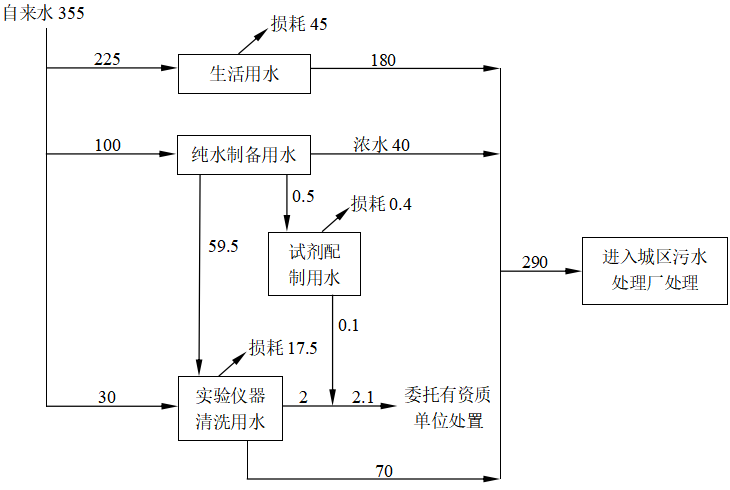 自来水 355
损耗 45
225
生活用水
180
100
纯水制备用水
浓水 40
0.5
损耗 0.4
59.5
试剂配
制用水
290
进入城区污水
处理厂处理
0.1
损耗 17.5
30
实验仪器
清洗用水
2
2.1
委托有资质
单位处置
70